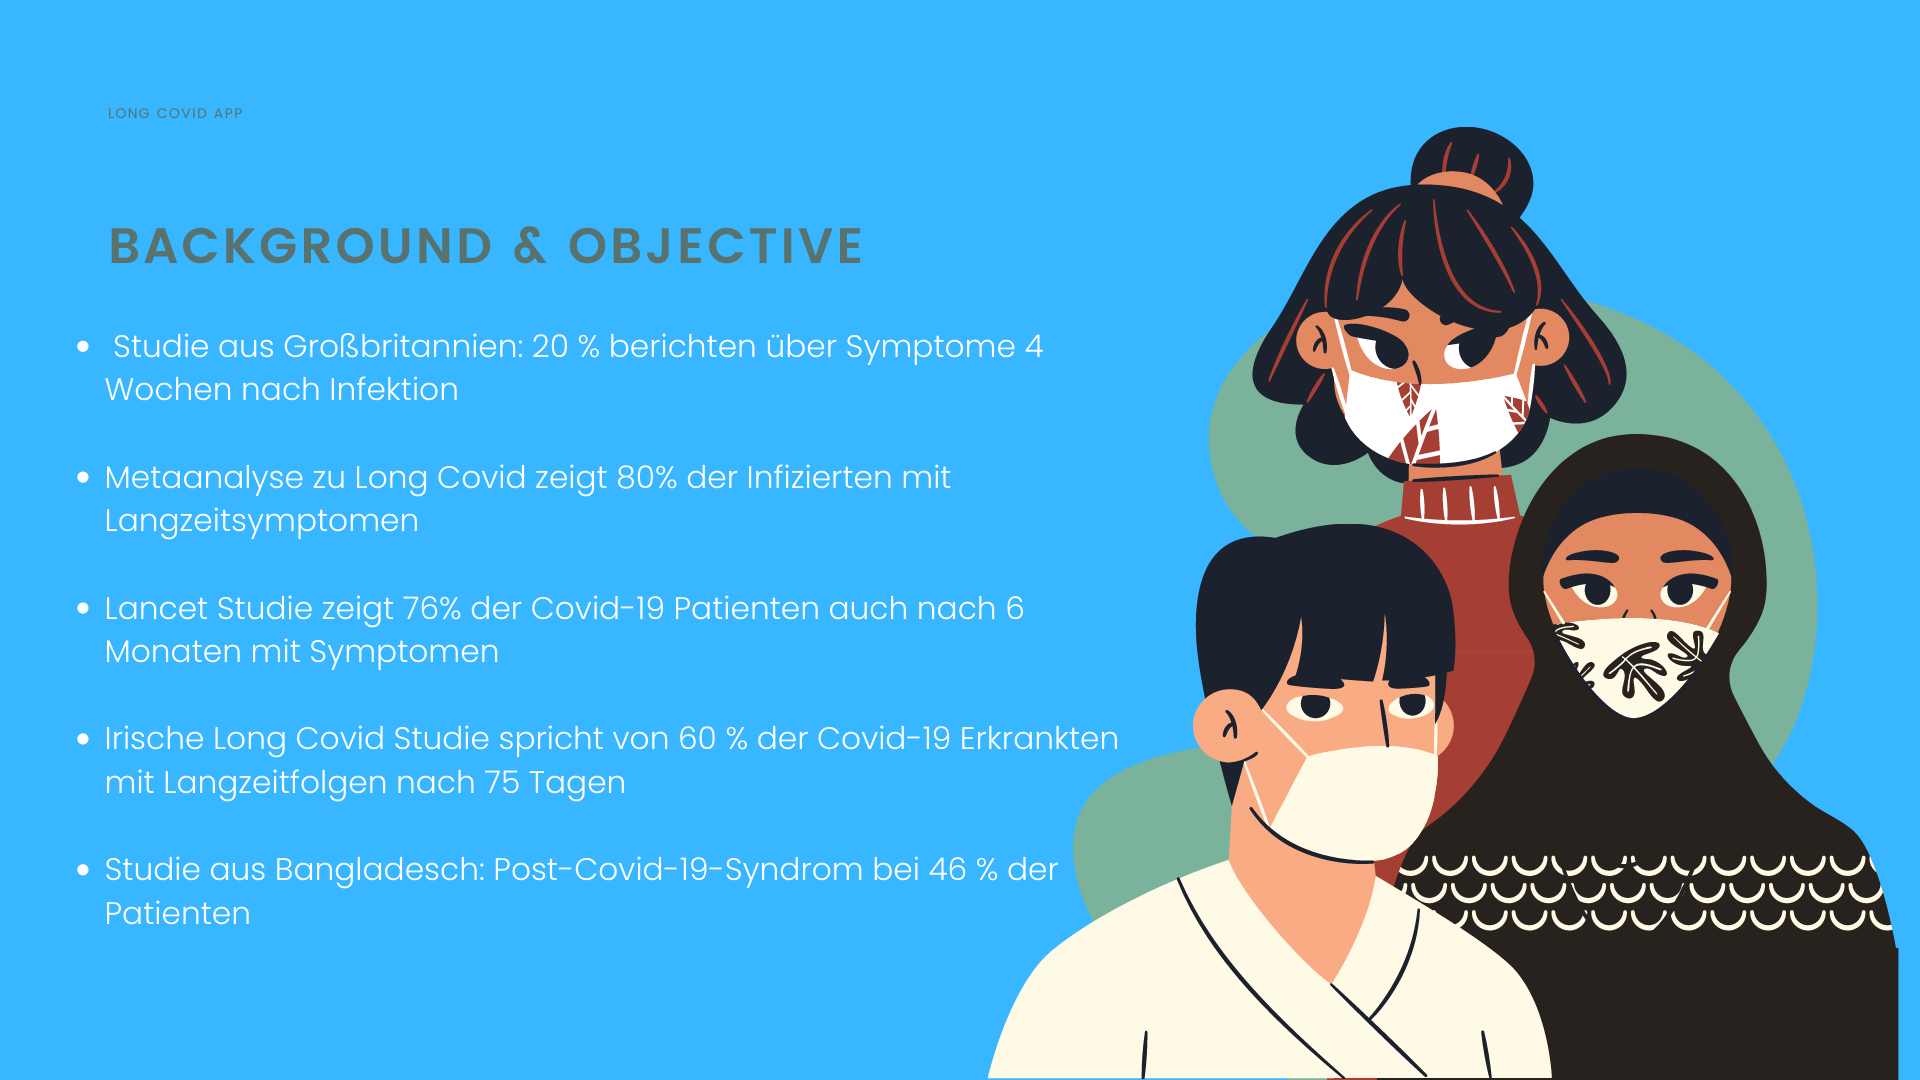 LONG COVID APP
BACKGROUND & OBJECTIVE
• Studie aus Großbritannien: 20 % berichten über Symptome 4
Wochen nach Infektion
• Metaanalyse zu Long Covid zeigt 80% der Infizierten mit
Langzeitsymptomen
• Lancet Studie zeigt 76% der Covid-19 Patienten auch nach 6
Monaten mit Symptomen
• Irische Long Covid Studie spricht von 60 % der Covid-19 Erkrankten
mit Langzeitfolgen nach 75 Tagen
• Studie aus Bangladesch: Post-Covid-19-Syndrom bei 46 % der
Patienten